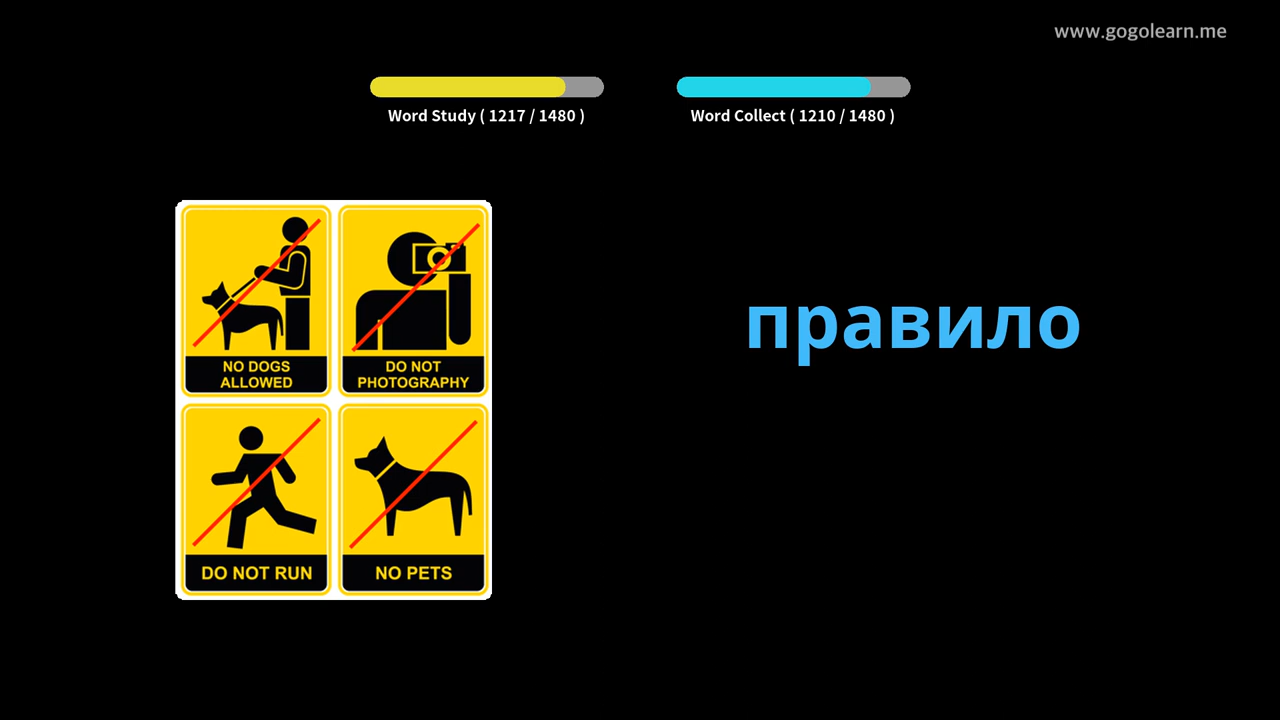 www.gogolearn.me
Word Study ( 1217 / 1480 )
Word Collect ( 1210 / 1480 )
NO DOGS
ALLOWED
DO NOT
PHOTOGRAPHY
правило
DO NOT RUN
NO PETS